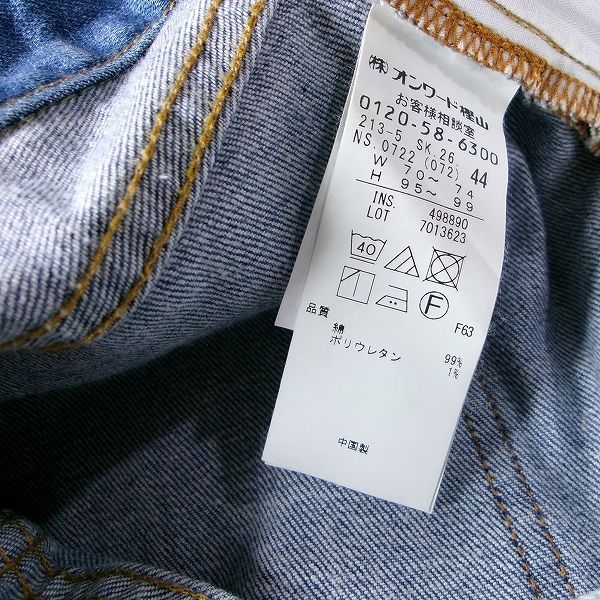 (株)オンワード樫山
お客様相談室
0120-58-6300
213-5 SK.26.
NS.0722 (072) 44
W 70～ 74
H 95～ 99
INS. 498890
LOT 7013623
40
F
品質 F63
綿 99%
ポリウレタン 1%
中国製